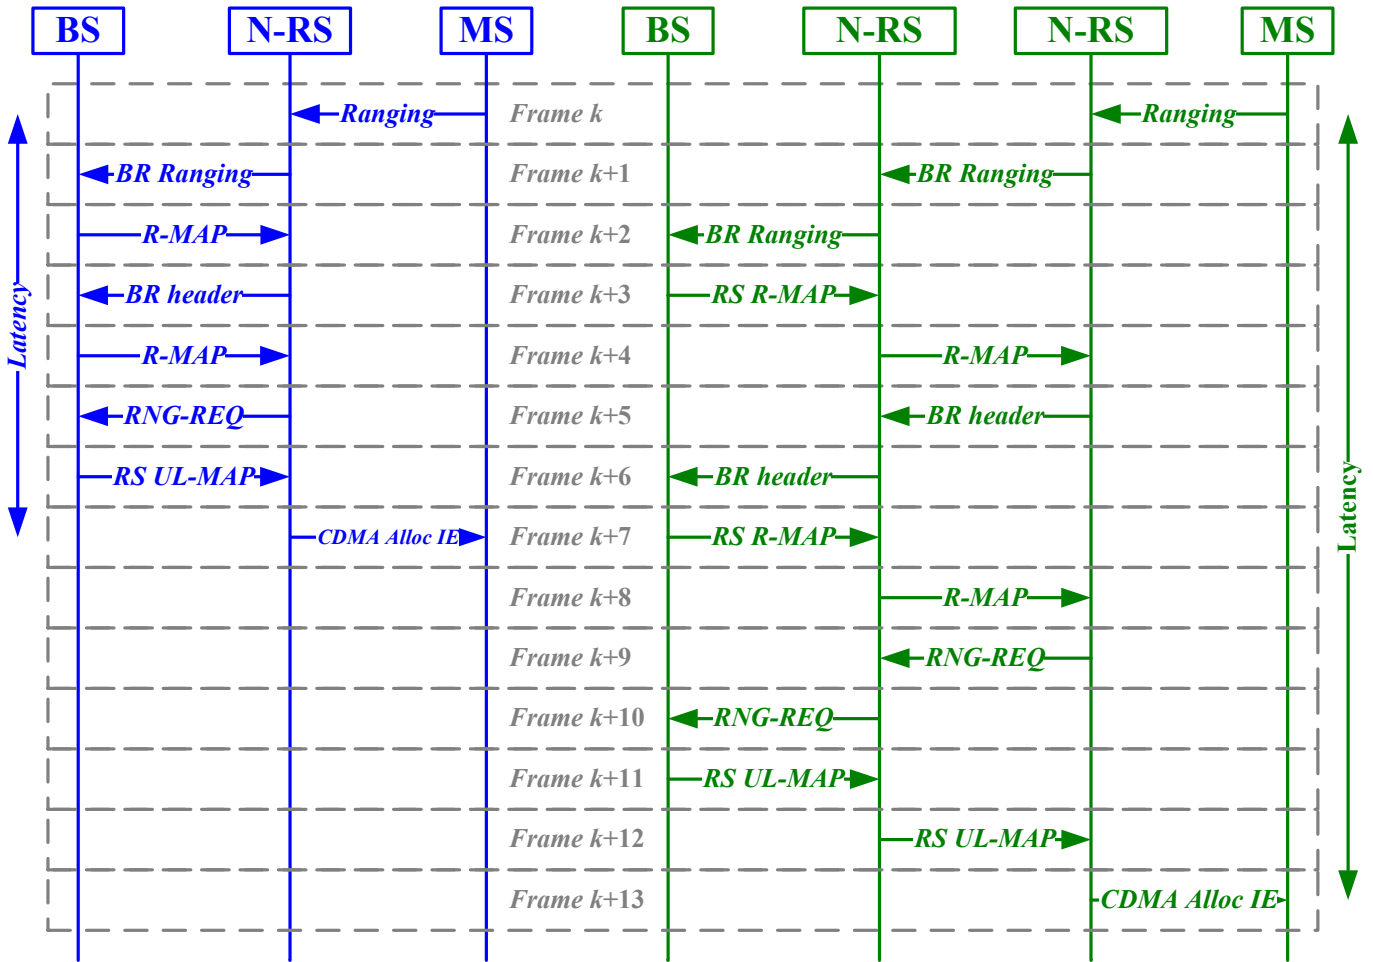 BS N-RS MS BS N-RS N-RS MS
Ranging Frame k Ranging
BR Ranging Frame k+1 BR Ranging
R-MAP Frame k+2 BR Ranging
BR header Frame k+3 RS R-MAP
R-MAP Frame k+4 R-MAP
RNG-REQ Frame k+5 BR header
RS UL-MAP Frame k+6 BR header
CDMA Alloc IE Frame k+7 RS R-MAP
Frame k+8 R-MAP
Frame k+9 RNG-REQ
Frame k+10 RNG-REQ
Frame k+11 RS UL-MAP
Frame k+12 RS UL-MAP
Frame k+13 CDMA Alloc IE
Latency
Latency